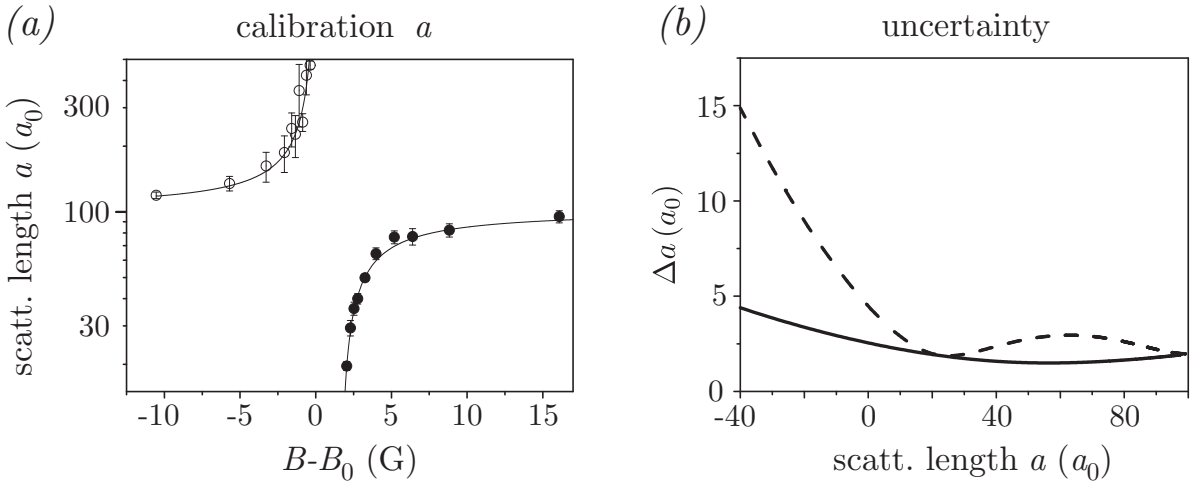 (a) calibration a
scatt. length a (a₀)
300
100
30
-10 -5 0 5 10 15
B-B₀ (G)
(b) uncertainty
Δa (a₀)
15
10
5
0
-40 0 40 80
scatt. length a (a₀)